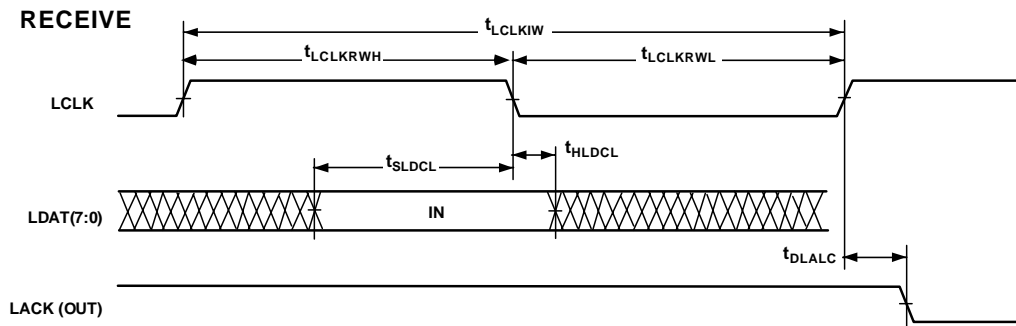 RECEIVE
tLCLKIW
tLCLKRWH
tLCLKRWL
LCLK
tSLDCL
tHLDCL
LDAT(7:0)
IN
tDLALC
LACK (OUT)